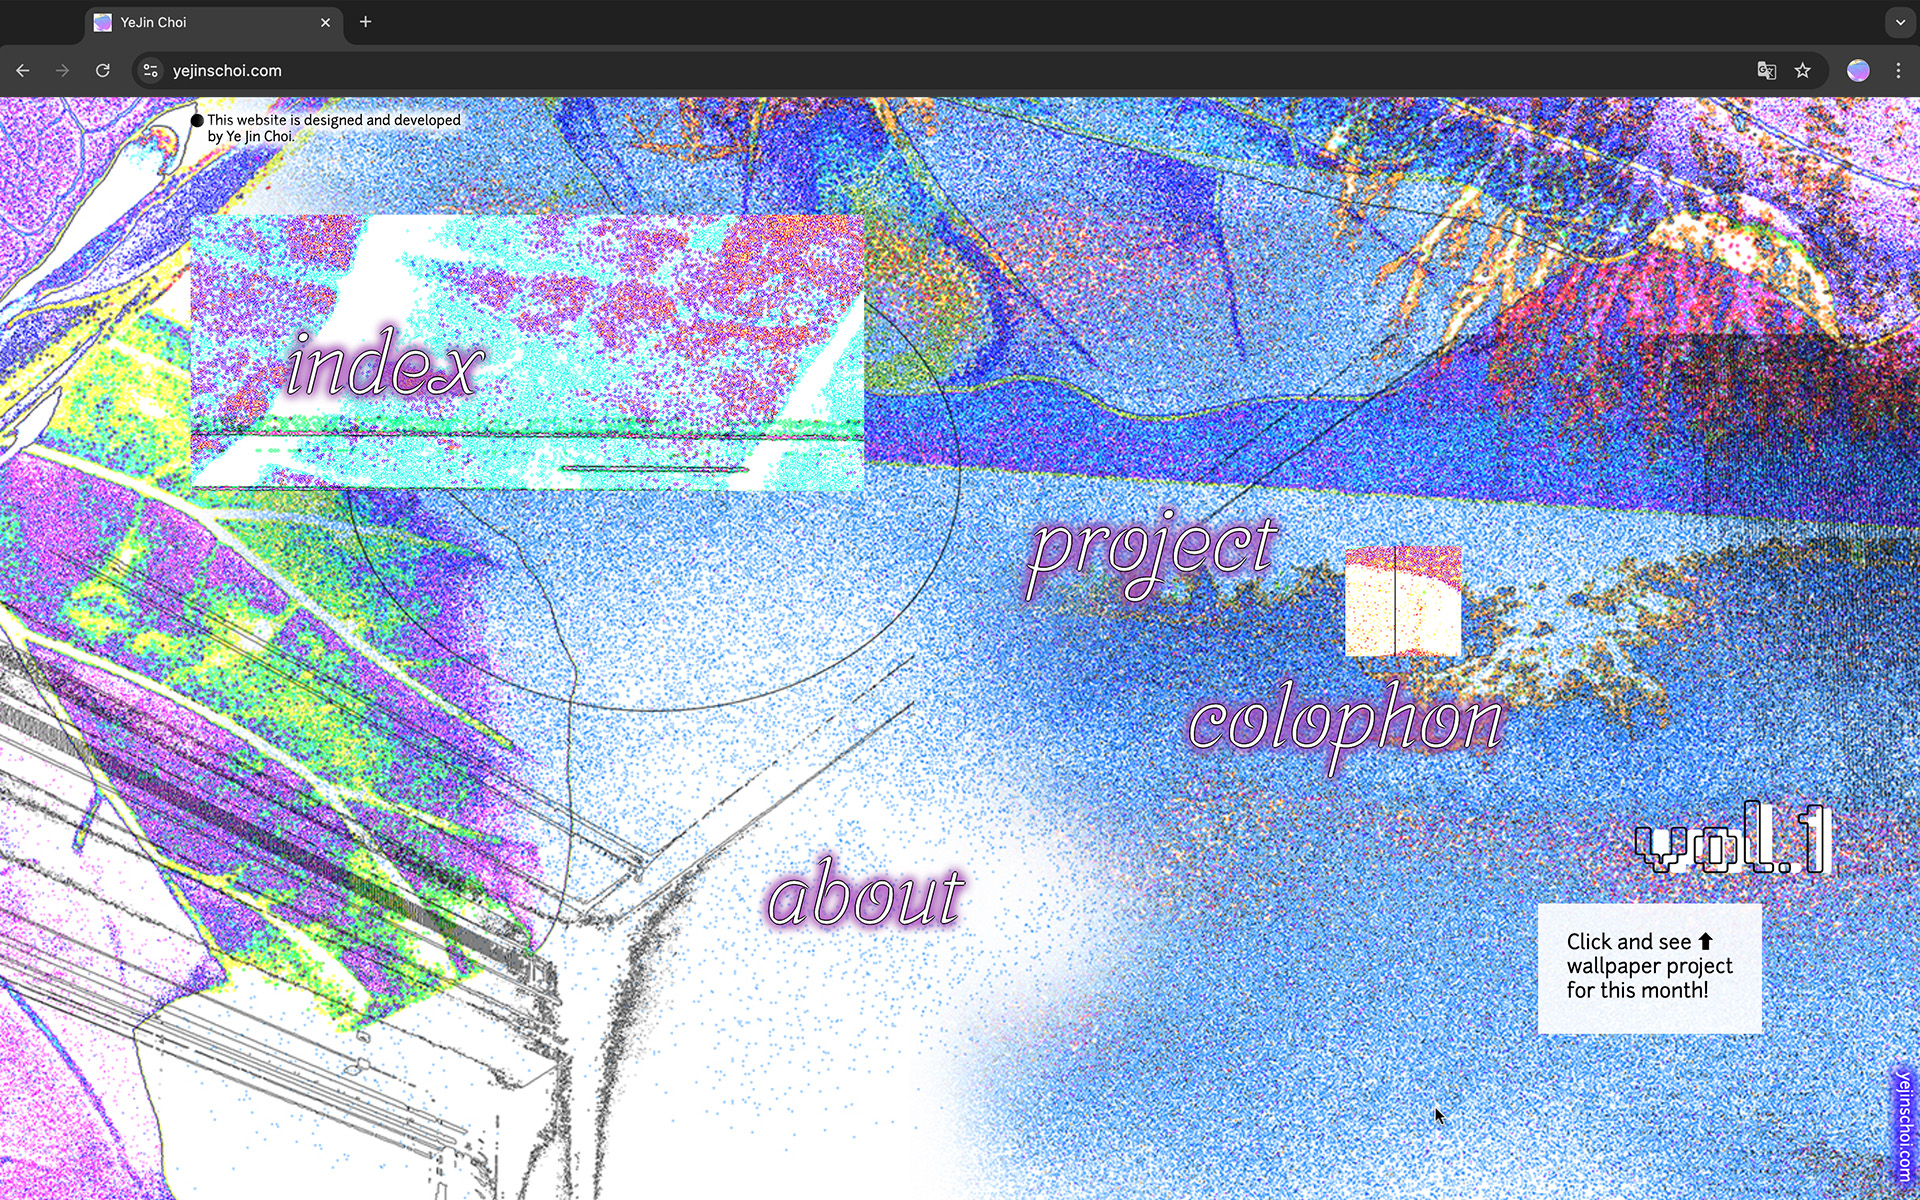 YeJin Choi
yejinschoi.com
This website is designed and developed
by Ye Jin Choi.
index
project
colophon
vol.1
about
Click and see ⬆
wallpaper project
for this month!
yejinschoi.com